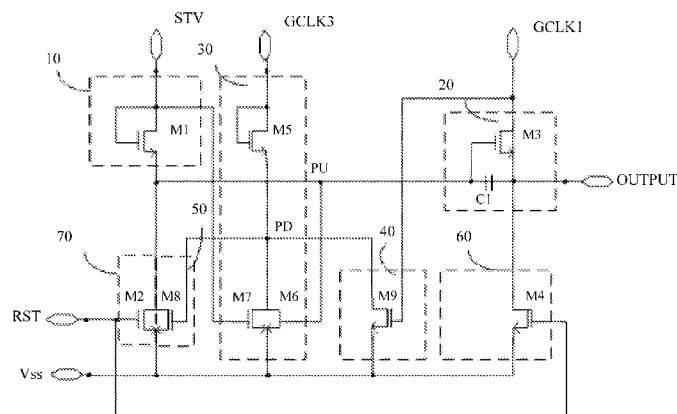 STV
GCLK3
GCLK1
10
30
20
M1
M5
M3
PU
OUTPUT
C1
70
50
PD
40
60
M2
M8
M7
M6
M9
M4
RST
Vss